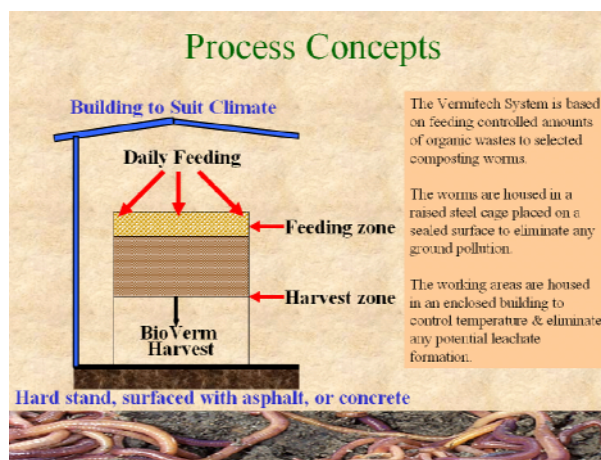 Process Concepts
Building to Suit Climate
Daily Feeding
Feeding zone
Harvest zone
BioVerm
Harvest
Hard stand, surfaced with asphalt, or concrete
The Vermitech System is based
on feeding controlled amounts
of organic wastes to selected
composting worms.
The worms are housed in a
raised steel cage placed on a
sealed surface to eliminate any
ground pollution.
The working areas are housed
in an enclosed building to
control temperature & eliminate
any potential leachate
formation.